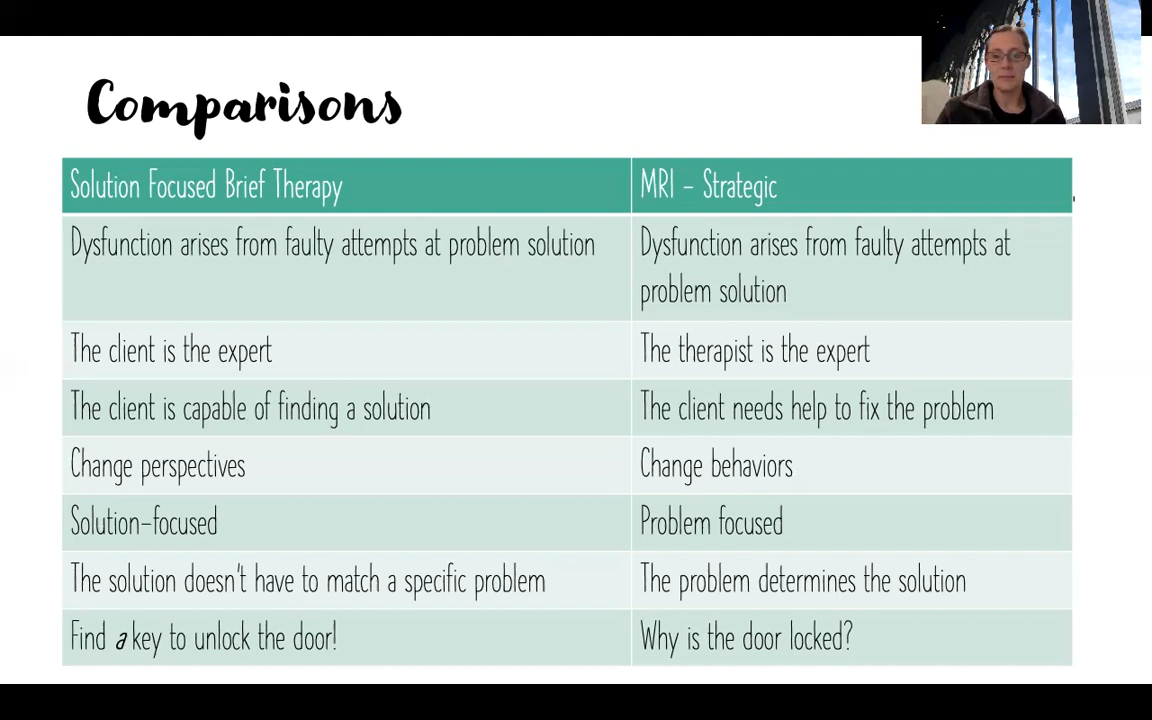 Comparisons
Solution Focused Brief Therapy
MRI - Strategic
Dysfunction arises from faulty attempts at problem solution
Dysfunction arises from faulty attempts at
problem solution
The client is the expert
The therapist is the expert
The client is capable of finding a solution
The client needs help to fix the problem
Change perspectives
Change behaviors
Solution-focused
Problem focused
The solution doesn't have to match a specific problem
The problem determines the solution
Find a key to unlock the door!
Why is the door locked?